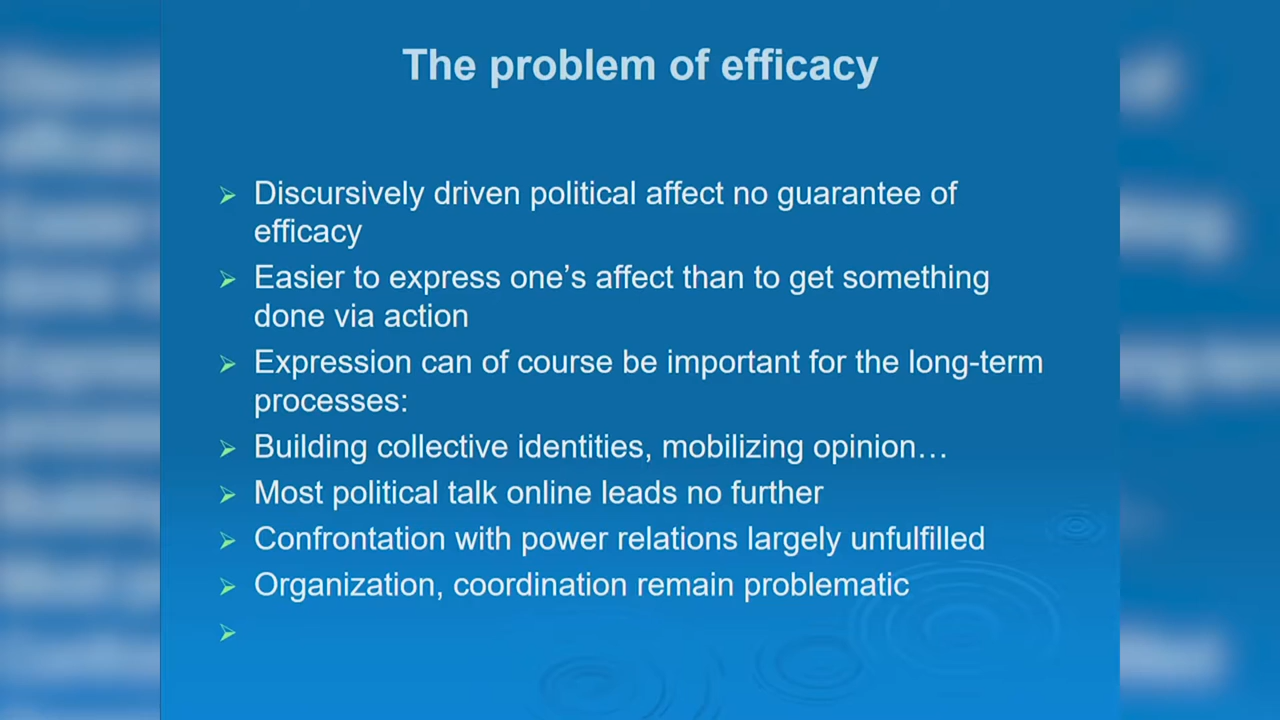 The problem of efficacy
➢ Discursively driven political affect no guarantee of
efficacy
➢ Easier to express one’s affect than to get something
done via action
➢ Expression can of course be important for the long-term
processes:
➢ Building collective identities, mobilizing opinion…
➢ Most political talk online leads no further
➢ Confrontation with power relations largely unfulfilled
➢ Organization, coordination remain problematic
➢